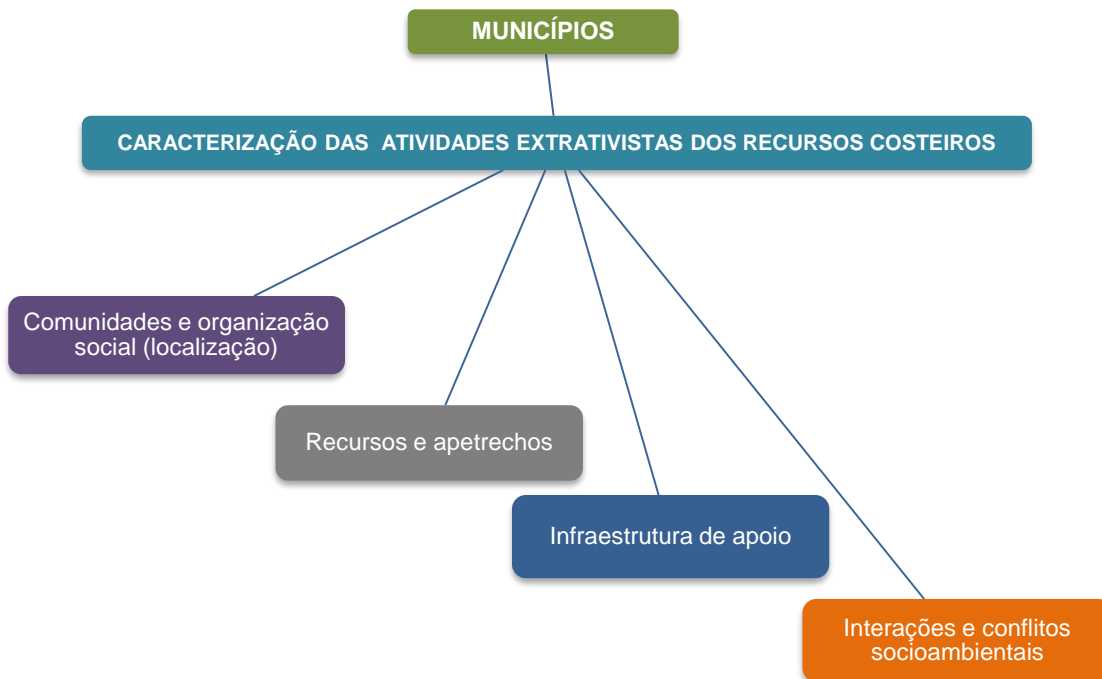 MUNICÍPIOS
CARACTERIZAÇÃO DAS ATIVIDADES EXTRATIVISTAS DOS RECURSOS COSTEIROS
Comunidades e organização
social (localização)
Recursos e apetrechos
Infraestrutura de apoio
Interações e conflitos
socioambientais